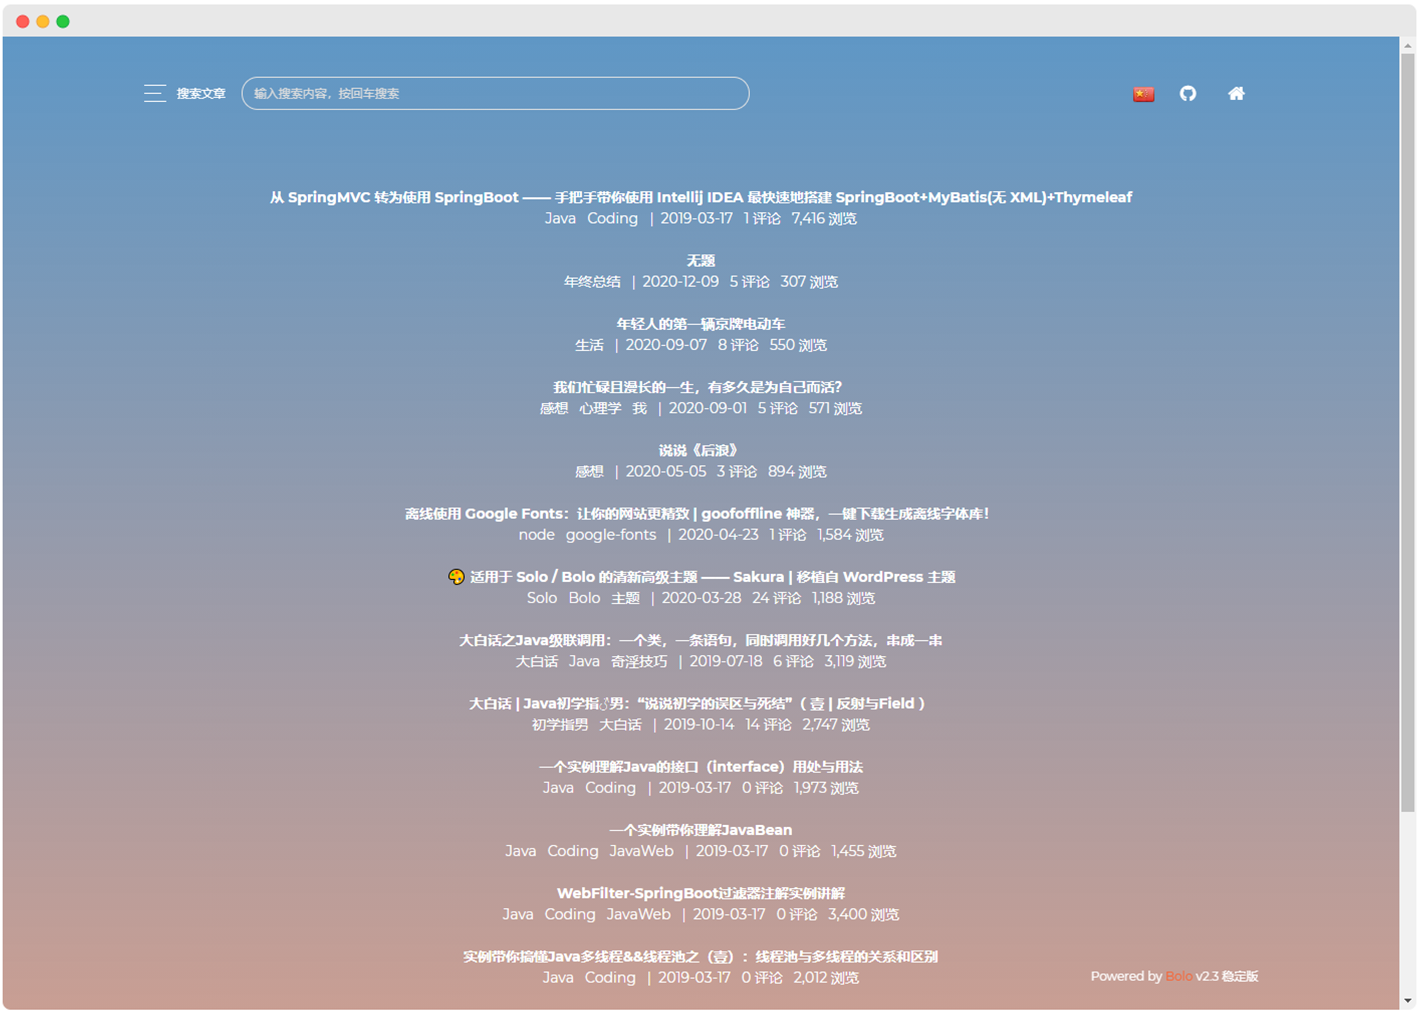 搜索文章
输入搜索内容，按回车搜索
从 SpringMVC 转为使用 SpringBoot —— 手把手带你使用 Intellij IDEA 最快速地搭建 SpringBoot+MyBatis(无 XML)+Thymeleaf
Java Coding | 2019-03-17 1 评论 7,416 浏览
无题
年终总结 | 2020-12-09 5 评论 307 浏览
年轻人的第一辆京牌电动车
生活 | 2020-09-07 8 评论 550 浏览
我们忙碌且漫长的一生，有多久是为自己而活？
感想 心理学 我 | 2020-09-01 5 评论 571 浏览
说说《后浪》
感想 | 2020-05-05 3 评论 894 浏览
离线使用 Google Fonts：让你的网站更精致 | goofoffline 神器，一键下载生成离线字体库！
node google-fonts | 2020-04-23 1 评论 1,584 浏览
🎨 适用于 Solo / Bolo 的清新高级主题 —— Sakura | 移植自 WordPress 主题
Solo Bolo 主题 | 2020-03-28 24 评论 1,188 浏览
大白话之Java级联调用：一个类，一条语句，同时调用好几个方法，串成一串
大白话 Java 奇淫技巧 | 2019-07-18 6 评论 3,119 浏览
大白话 | Java初学指♂男：“说说初学的误区与死结”（ 壹 | 反射与Field ）
初学指男 大白话 | 2019-10-14 14 评论 2,747 浏览
一个实例理解Java的接口（interface）用处与用法
Java Coding | 2019-03-17 0 评论 1,973 浏览
一个实例带你理解JavaBean
Java Coding JavaWeb | 2019-03-17 0 评论 1,455 浏览
WebFilter-SpringBoot过滤器注解实例讲解
Java Coding JavaWeb | 2019-03-17 0 评论 3,400 浏览
实例带你搞懂Java多线程&&线程池之（壹）：线程池与多线程的关系和区别
Java Coding | 2019-03-17 0 评论 2,012 浏览
Powered by Bolo v2.3 稳定版